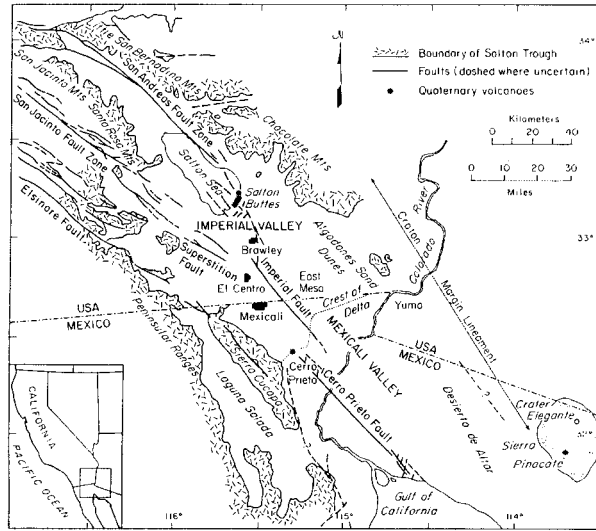 Little San Bernadino Mts
San Jacinto Mts
San Andreas Fault Zone
Santa Rosa Mts
San Jacinto Fault Zone
Chocolate Mts
Salton Sea
Salton
Buttes
Elsinore Fault
IMPERIAL VALLEY
Brawley
Superstition
Fault
Imperial Fault
El Centro
East
Mesa
Algodones Sand
Dunes
Mexicali
USA
MEXICO
Peninsular Ranges
Sierra Cucapa
Laguna Salada
Cerro
Prieto
Cerro Prieto Fault
MEXICALI VALLEY
Crest of
Delta
Yuma
Colorado River
Croton Margin Lineament
USA
MEXICO
Desierto de Altar
Crater
Elegante
Sierra
Pinacate
Gulf of
California
N
Boundary of Salton Trough
Faults (dashed where uncertain)
Quaternary volcanoes
Kilometers
0 20 40
0 10 20 30
Miles
34°
33°
32°
116°
115°
114°
CALIFORNIA
PACIFIC OCEAN